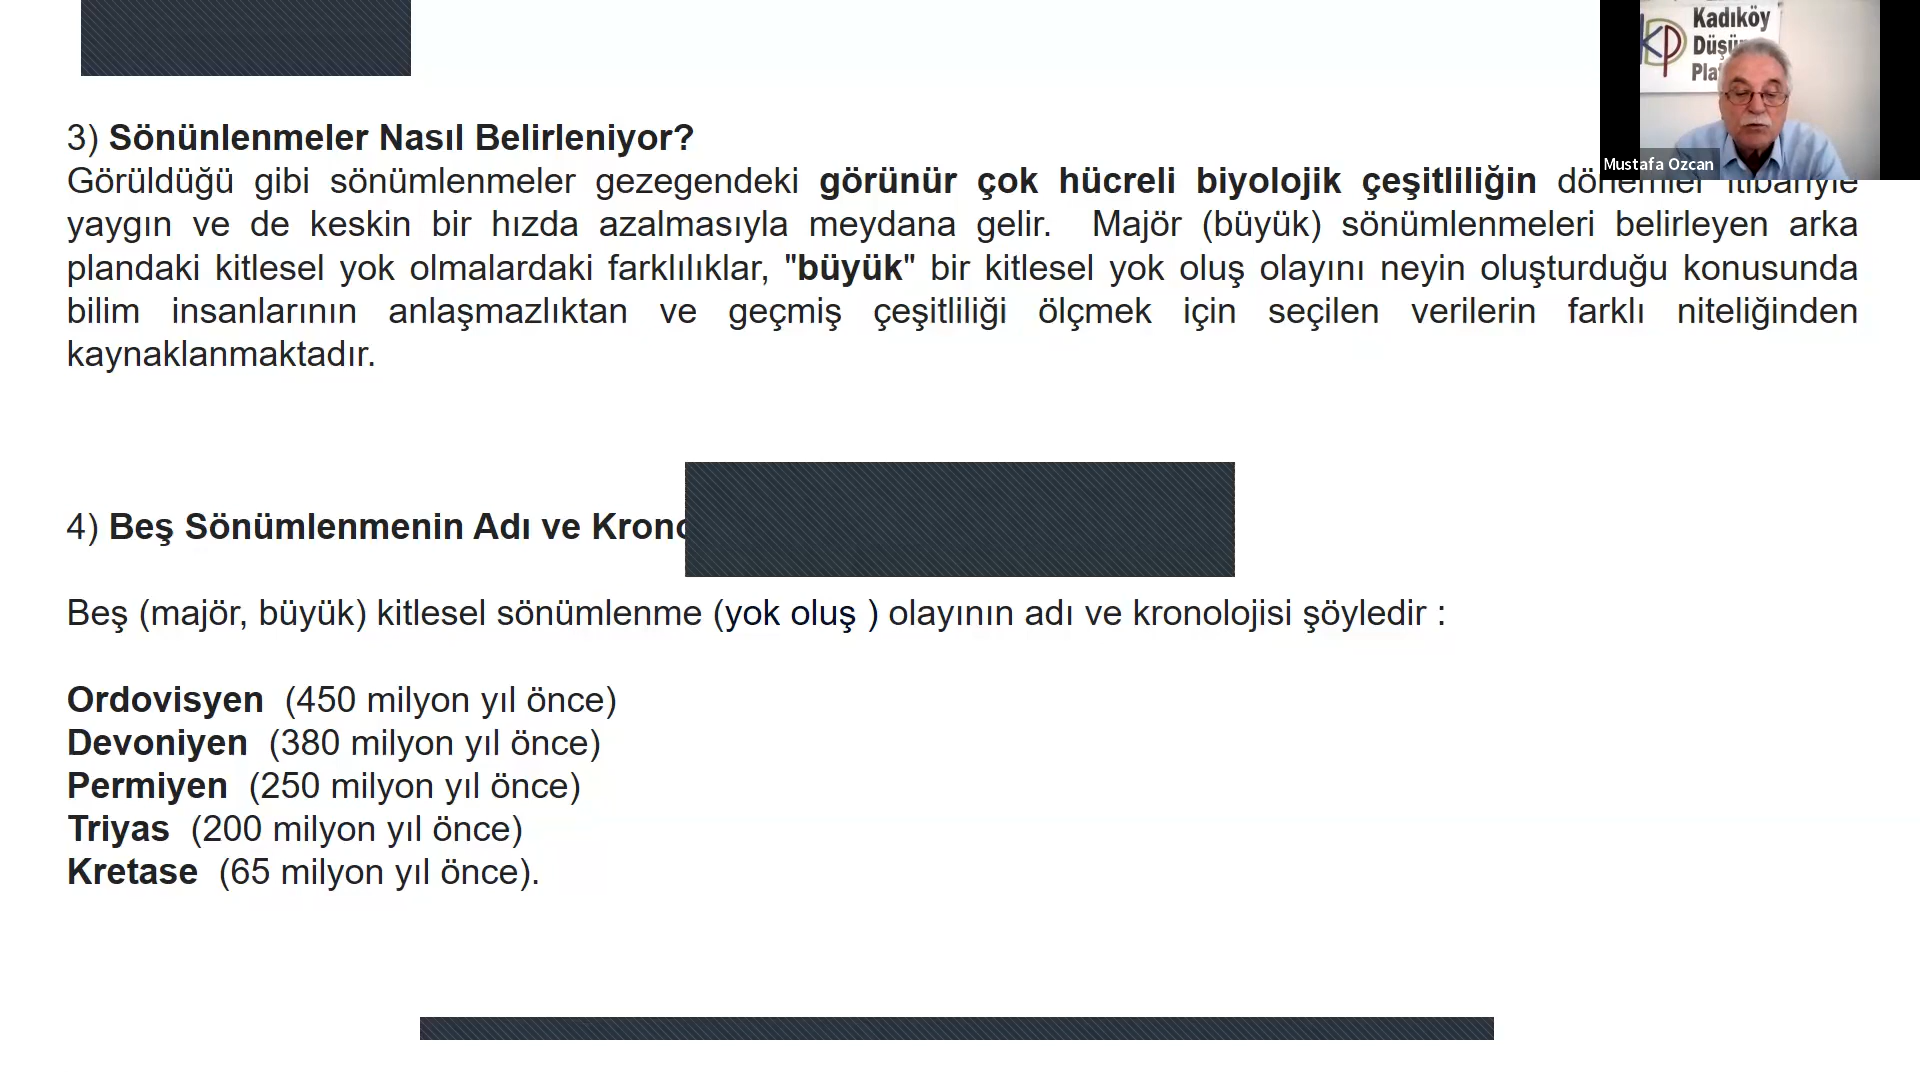 Kadıköy
3) Sönünlenmeler Nasıl Belirleniyor?
Mustafa Ozcan
Görüldüğü gibi sönümlenmeler gezegendeki görünür çok hücreli biyolojik çeşitliliğin dönemler itibariyle
yaygın ve de keskin bir hızda azalmasıyla meydana gelir. Majör (büyük) sönümlenmeleri belirleyen arka
plandaki kitlesel yok olmalardaki farklılıklar, "büyük" bir kitlesel yok oluş olayını neyin oluşturduğu konusunda
bilim insanlarının anlaşmazlıktan ve geçmiş çeşitliliği ölçmek için seçilen verilerin farklı niteliğinden
kaynaklanmaktadır.
4) Beş Sönümlenmenin Adı ve
Beş (majör, büyük) kitlesel sönümlenme (yok oluş ) olayının adı ve kronolojisi şöyledir :
Ordovisyen (450 milyon yıl önce)
Devoniyen (380 milyon yıl önce)
Permiyen (250 milyon yıl önce)
Triyas (200 milyon yıl önce)
Kretase (65 milyon yıl önce).